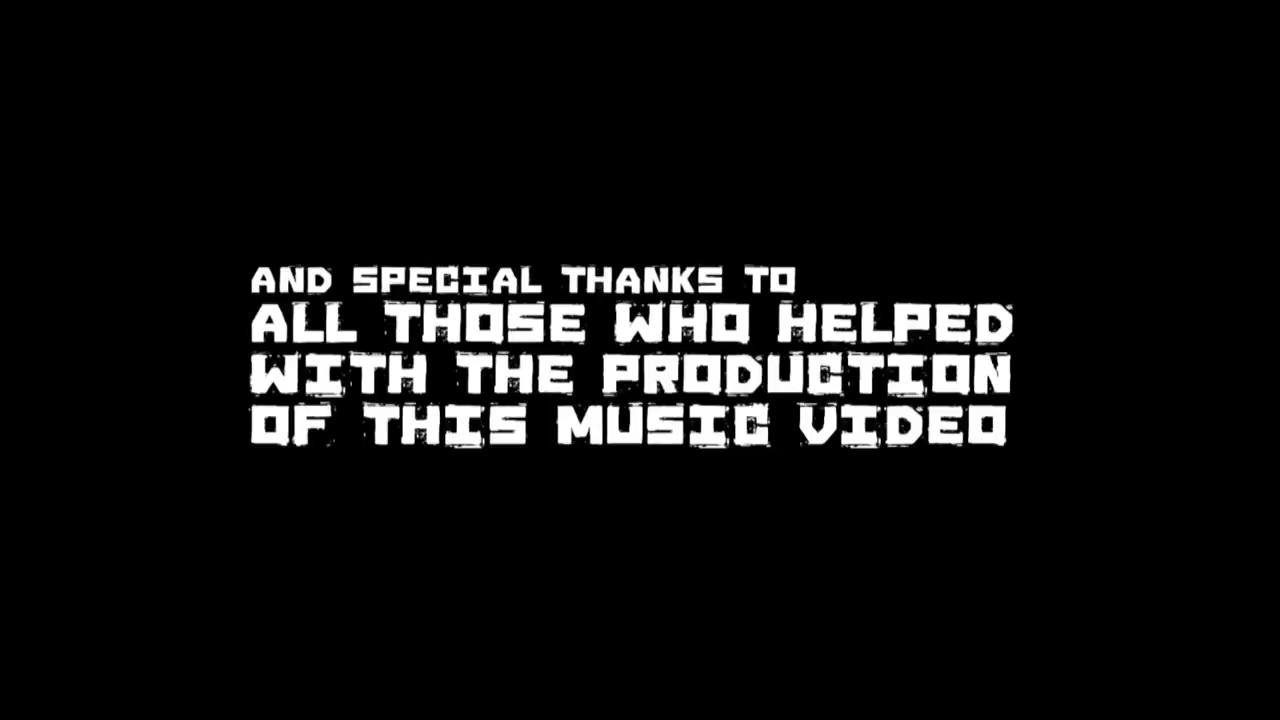 AND SPECIAL THANKS TO
ALL THOSE WHO HELPED
WITH THE PRODUCTION
OF THIS MUSIC VIDEO